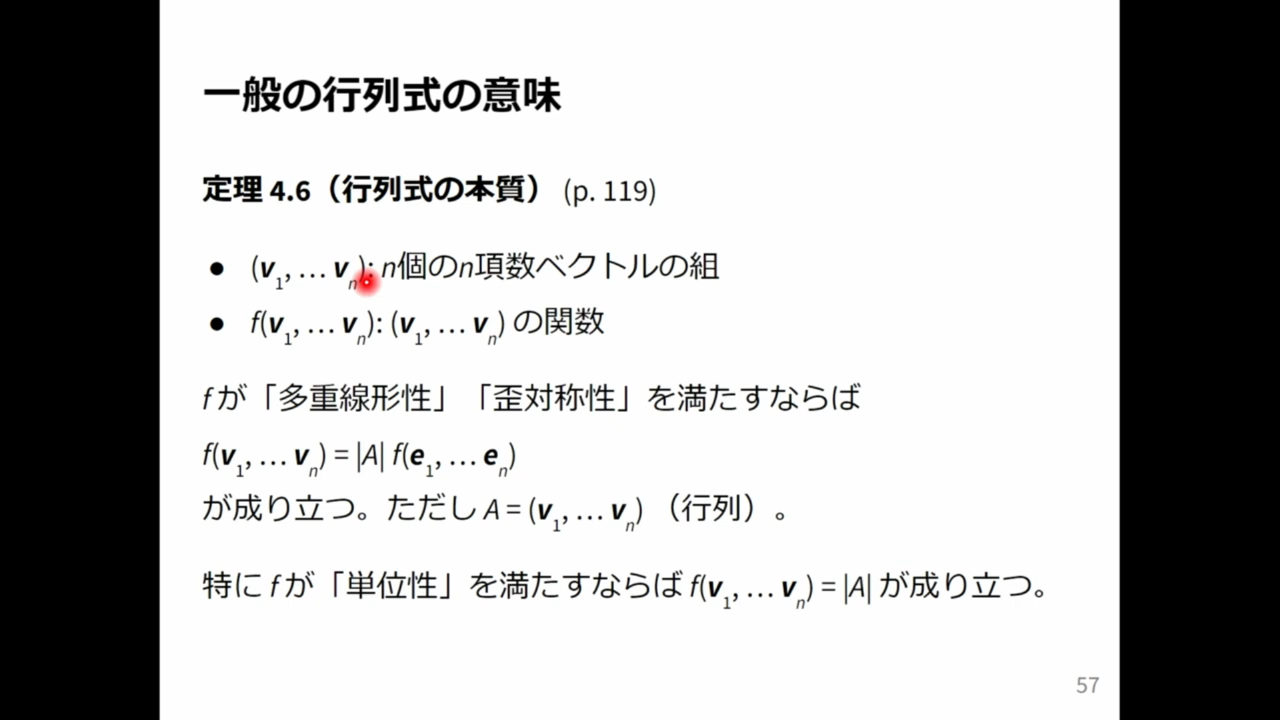 一般の行列式の意味
定理 4.6（行列式の本質） (p. 119)
● (v1, … vn): n個のn項数ベクトルの組
● f(v1, … vn): (v1, … vn) の関数
f が「多重線形性」「歪対称性」を満たすならば
f(v1, … vn) = |A| f(e1, … en)
が成り立つ。ただし A = (v1, … vn) （行列）。
特に f が「単位性」を満たすならば f(v1, … vn) = |A| が成り立つ。
57